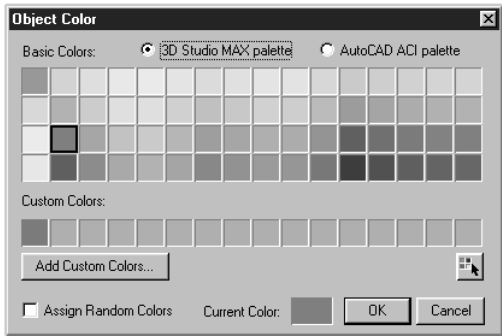 Object Color
Basic Colors: 3D Studio MAX palette AutoCAD ACI palette
Custom Colors:
Add Custom Colors...
Assign Random Colors Current Color: OK Cancel